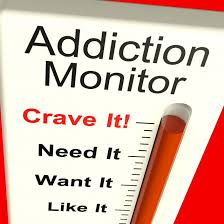 Addiction
Monitor
Crave It!
Need It
Want It
Like It